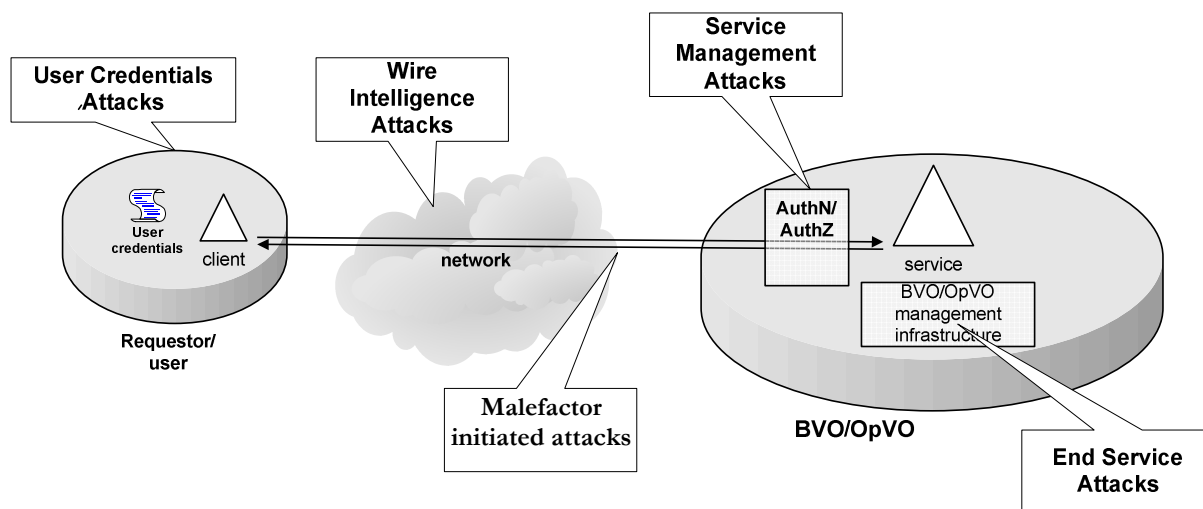 User Credentials
Attacks
Wire
Intelligence
Attacks
Service
Management
Attacks
User
credentials
client
Requestor/
user
network
Malefactor
initiated attacks
AuthN/
AuthZ
service
BVO/OpVO
management
infrastructure
BVO/OpVO
End Service
Attacks